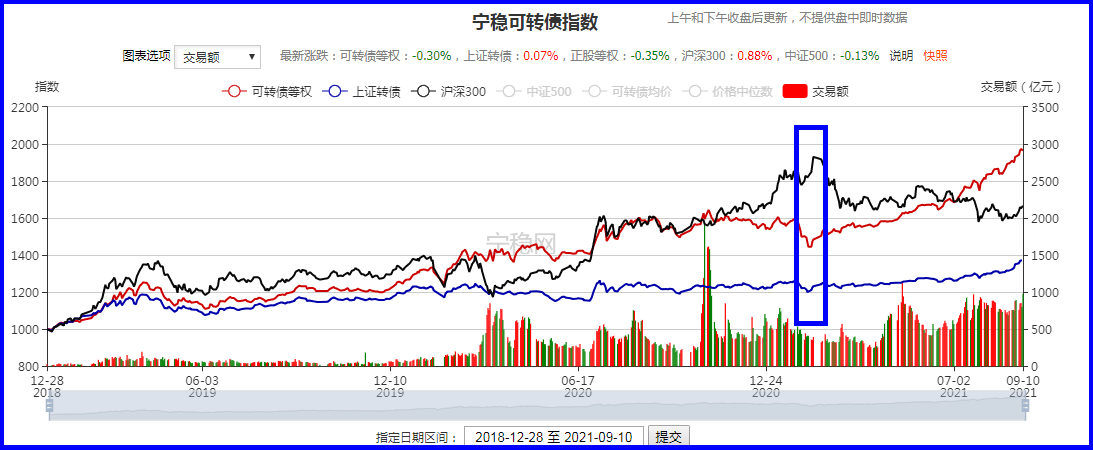 宁稳可转债指数
上午和下午收盘后更新，不提供盘中即时数据
图表选项 交易额 最新涨跌：可转债等权：-0.30%，上证转债：0.07%，正股等权：-0.35%，沪深300：0.88%，中证500：-0.13% 说明 快照
指数 可转债等权 上证转债 沪深300 中证500 可转债均价 价格中位数 交易额 交易额（亿元）
2200 3500
2000 3000
1800 2500
1600 2000
宁稳网
1400 1500
1200 1000
1000 500
800 0
12-28 06-03 12-10 06-17 12-24 07-02 09-10
2018 2019 2019 2020 2020 2021 2021
指定日期区间： 2018-12-28 至 2021-09-10 提交